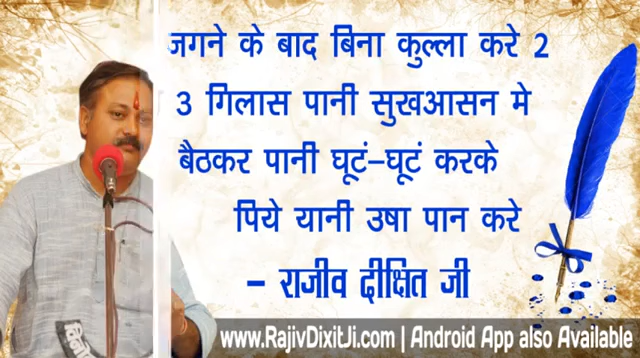 जगने के बाद बिना कुल्ला करे 2
3 गिलास पानी सुखआसन मे
बैठकर पानी घूटं-घूटं करके
पिये यानी उषा पान करे
- राजीव दीक्षित जी
www.RajivDixitJi.com | Android App also Available